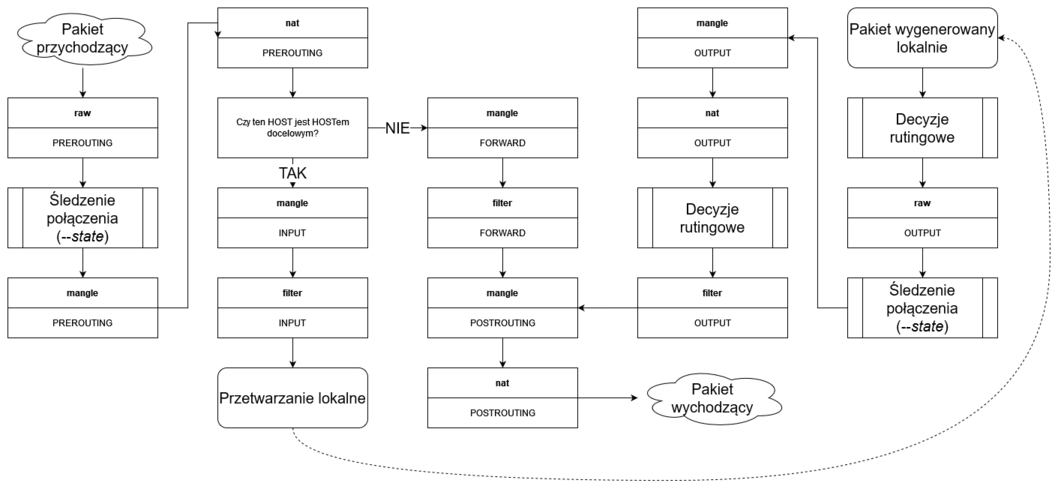 Pakiet
przychodzący
raw
PREROUTING
Śledzenie
połączenia
(--state)
mangle
PREROUTING
nat
PREROUTING
Czy ten HOST jest HOSTem
docelowym?
NIE
TAK
mangle
INPUT
filter
INPUT
Przetwarzanie lokalne
mangle
FORWARD
filter
FORWARD
mangle
POSTROUTING
nat
POSTROUTING
Pakiet
wychodzący
mangle
OUTPUT
nat
OUTPUT
Decyzje
rutingowe
filter
OUTPUT
Pakiet wygenerowany
lokalnie
Decyzje
rutingowe
raw
OUTPUT
Śledzenie
połączenia
(--state)